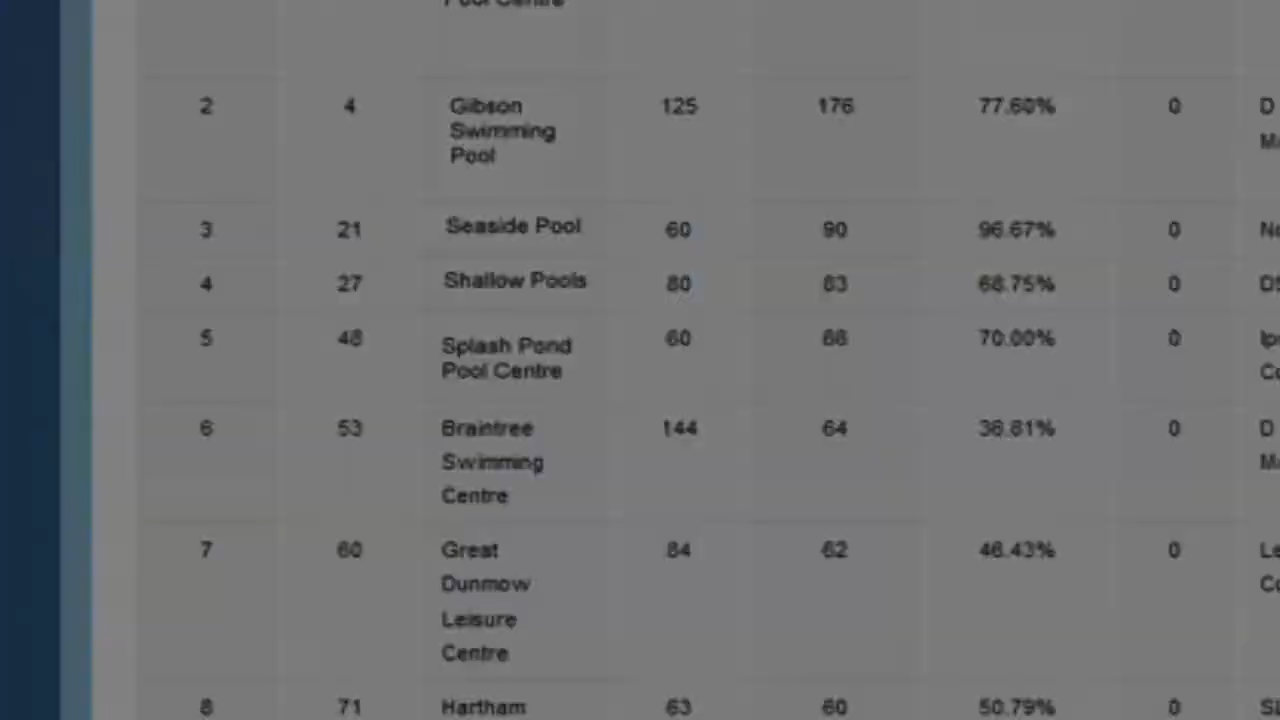 Pool Centre
2 4 Gibson 125 176 77.60% 0 D
Swimming
Pool
3 21 Seaside Pool 60 90 96.67% 0
4 27 Shallow Pools 80 83 68.75% 0
5 48 Splash Pond 60 68 70.00% 0
Pool Centre
6 53 Braintree 144 64 36.81% 0 D
Swimming
Centre
7 60 Great 84 62 46.43% 0
Dunmow
Leisure
Centre
8 71 Hartham 63 60 50.79% 0